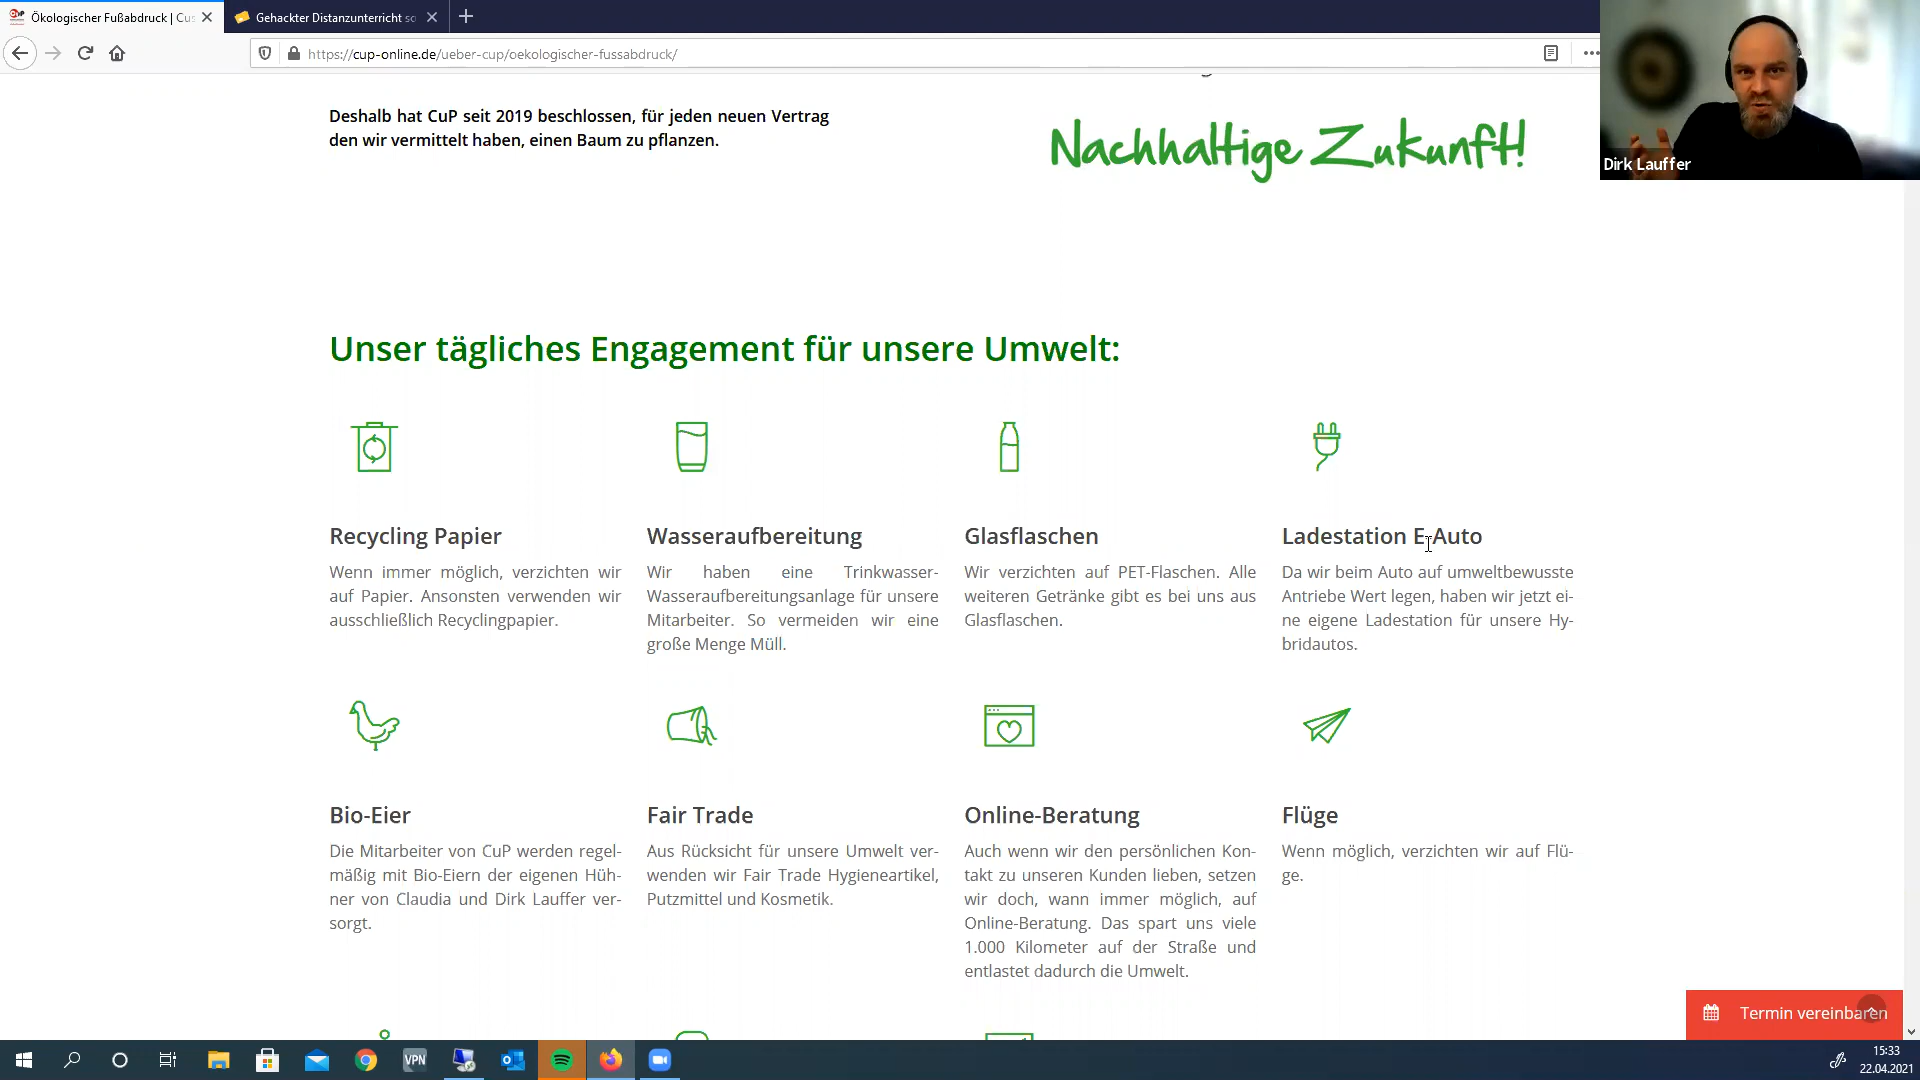 Ökologischer Fußabdruck | Cus
Gehackter Distanzunterricht so
https://cup-online.de/ueber-cup/oekologischer-fussabdruck/
Dirk Lauffer
Deshalb hat CuP seit 2019 beschlossen, für jeden neuen Vertrag
den wir vermittelt haben, einen Baum zu pflanzen.
Nachhaltige Zukunft!
Unser tägliches Engagement für unsere Umwelt:
Recycling Papier
Wenn immer möglich, verzichten wir
auf Papier. Ansonsten verwenden wir
ausschließlich Recyclingpapier.
Wasseraufbereitung
Wir haben eine Trinkwasser-
Wasseraufbereitungsanlage für unsere
Mitarbeiter. So vermeiden wir eine
große Menge Müll.
Glasflaschen
Wir verzichten auf PET-Flaschen. Alle
weiteren Getränke gibt es bei uns aus
Glasflaschen.
Ladestation E-Auto
Da wir beim Auto auf umweltbewusste
Antriebe Wert legen, haben wir jetzt ei-
ne eigene Ladestation für unsere Hy-
bridautos.
Bio-Eier
Die Mitarbeiter von CuP werden regel-
mäßig mit Bio-Eiern der eigenen Hüh-
ner von Claudia und Dirk Lauffer ver-
sorgt.
Fair Trade
Aus Rücksicht für unsere Umwelt ver-
wenden wir Fair Trade Hygieneartikel,
Putzmittel und Kosmetik.
Online-Beratung
Auch wenn wir den persönlichen Kon-
takt zu unseren Kunden lieben, setzen
wir doch, wann immer möglich, auf
Online-Beratung. Das spart uns viele
1.000 Kilometer auf der Straße und
entlastet dadurch die Umwelt.
Flüge
Wenn möglich, verzichten wir auf Flü-
ge.
Termin vereinbaren
VPN
15:33
22.04.2021